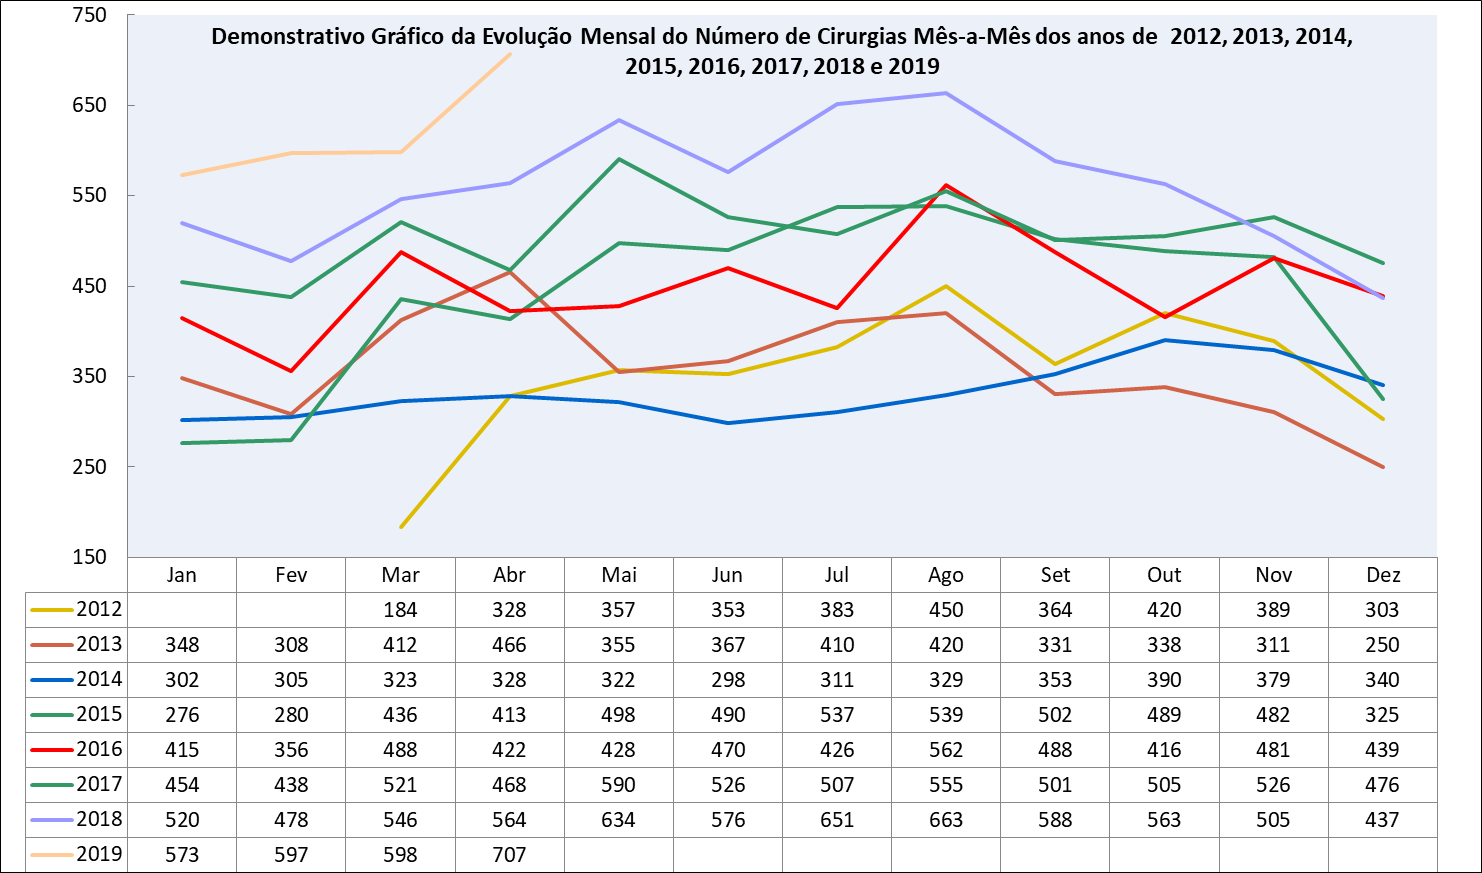 750
Demonstrativo Gráfico da Evolução Mensal do Número de Cirurgias Mês-a-Mês dos anos de 2012, 2013, 2014,
2015, 2016, 2017, 2018 e 2019
650
550
450
350
250
150
Jan Fev Mar Abr Mai Jun Jul Ago Set Out Nov Dez
2012 184 328 357 353 383 450 364 420 389 303
2013 348 308 412 466 355 367 410 420 331 338 311 250
2014 302 305 323 328 322 298 311 329 353 390 379 340
2015 276 280 436 413 498 490 537 539 502 489 482 325
2016 415 356 488 422 428 470 426 562 488 416 481 439
2017 454 438 521 468 590 526 507 555 501 505 526 476
2018 520 478 546 564 634 576 651 663 588 563 505 437
2019 573 597 598 707